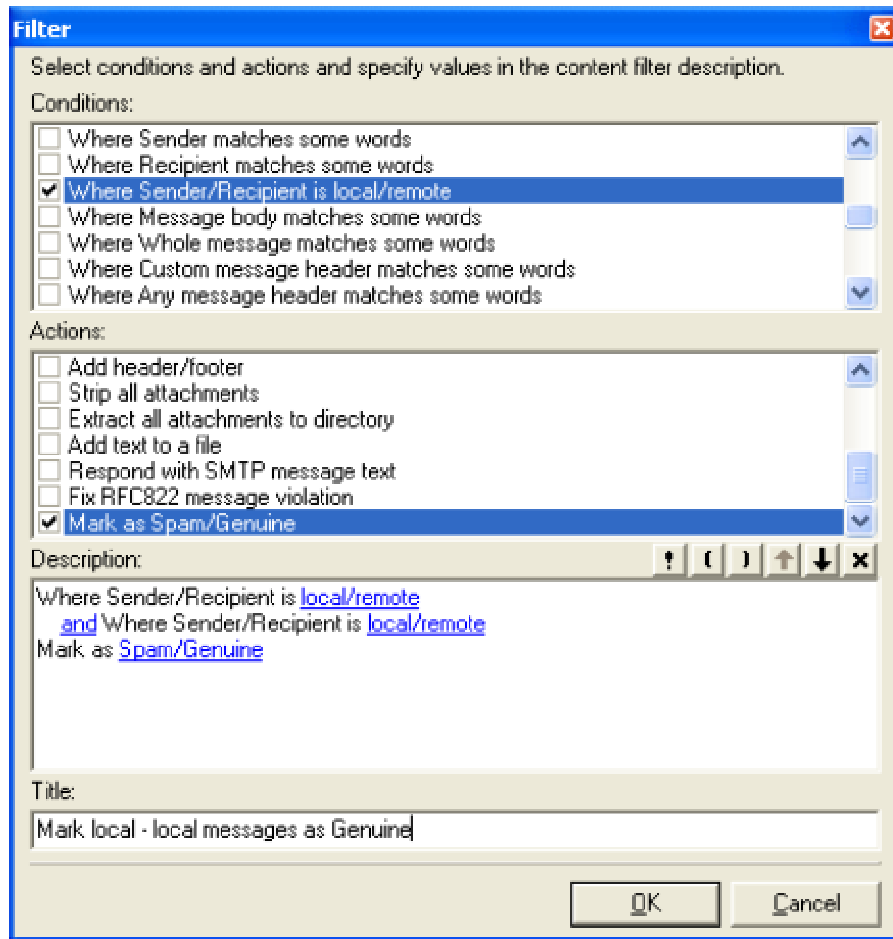 Filter
Select conditions and actions and specify values in the content filter description.
Conditions:
Where Sender matches some words
Where Recipient matches some words
Where Sender/Recipient is local/remote
Where Message body matches some words
Where Whole message matches some words
Where Custom message header matches some words
Where Any message header matches some words
Actions:
Add header/footer
Strip all attachments
Extract all attachments to directory
Add text to a file
Respond with SMTP message text
Fix RFC822 message violation
Mark as Spam/Genuine
Description:
! ( )
Where Sender/Recipient is local/remote
and Where Sender/Recipient is local/remote
Mark as Spam/Genuine
Title:
Mark local - local messages as Genuine
OK Cancel